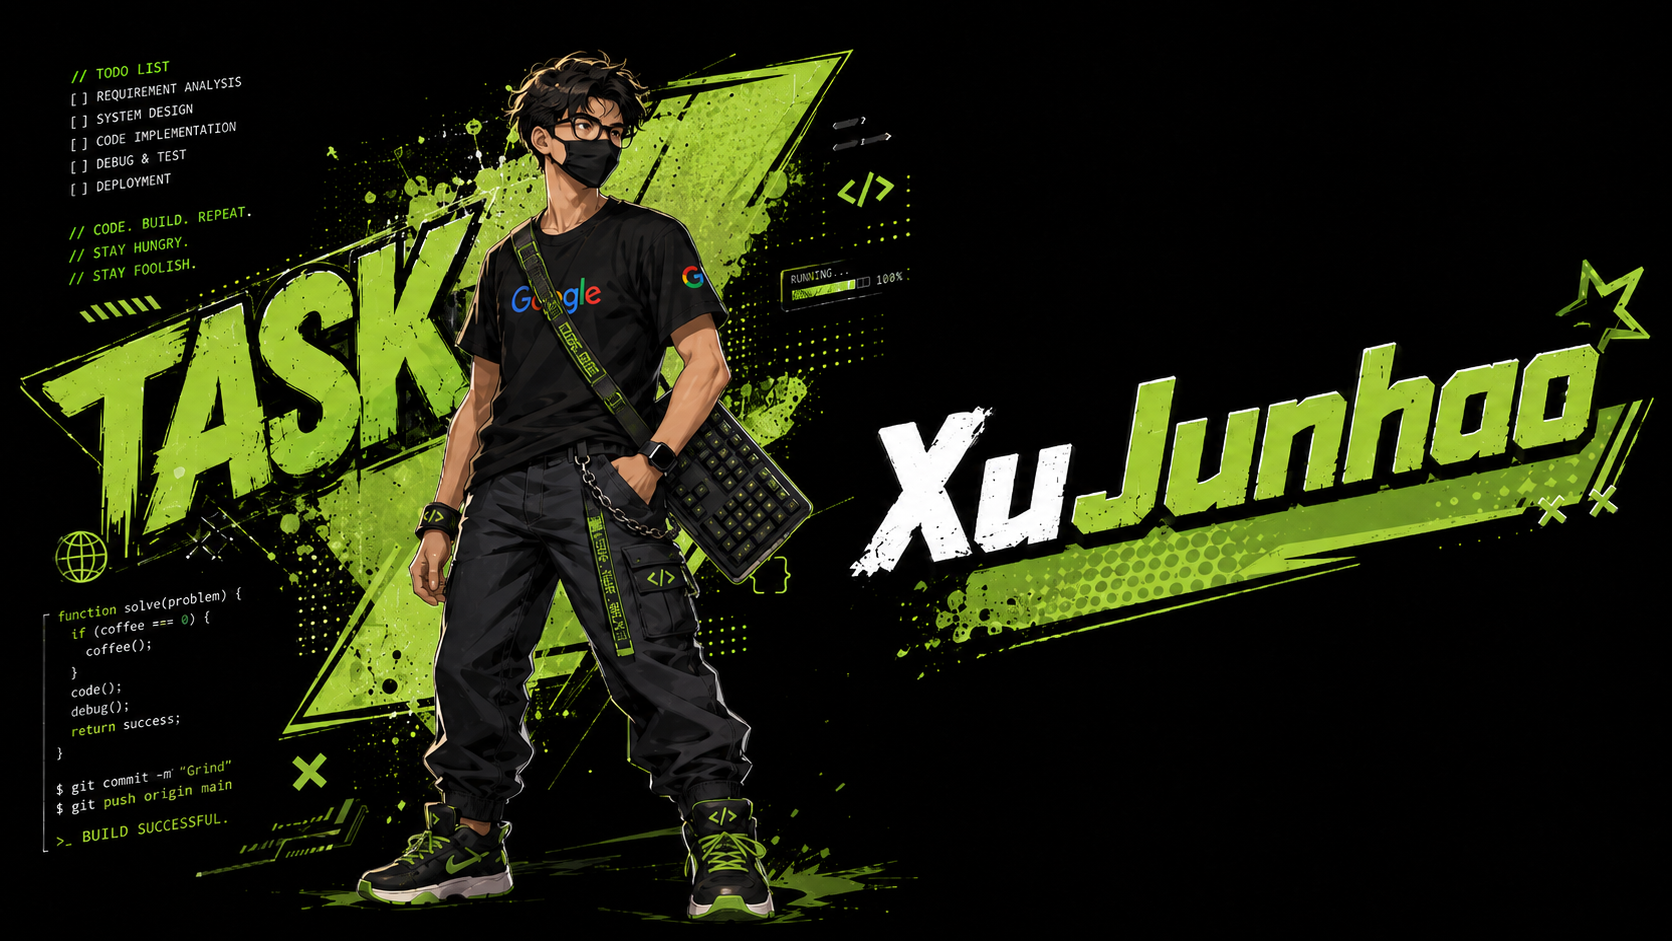 // TODO LIST
[ ] REQUIREMENT ANALYSIS
[ ] SYSTEM DESIGN
[ ] CODE IMPLEMENTATION
[ ] DEBUG & TEST
[ ] DEPLOYMENT
// CODE. BUILD. REPEAT.
// STAY HUNGRY.
// STAY FOOLISH.
TASK
Google
G
</>
RUNNING...
100%
Xu Junhao
</>
</>
</>
function solve(problem) {
if (coffee === 0) {
coffee();
}
code();
debug();
return success;
}
$ git commit -m "Grind"
$ git push origin main
>_ BUILD SUCCESSFUL.
{ }